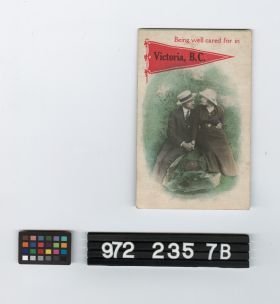 Being well cared for in
Victoria, B.C.
972 235 7B